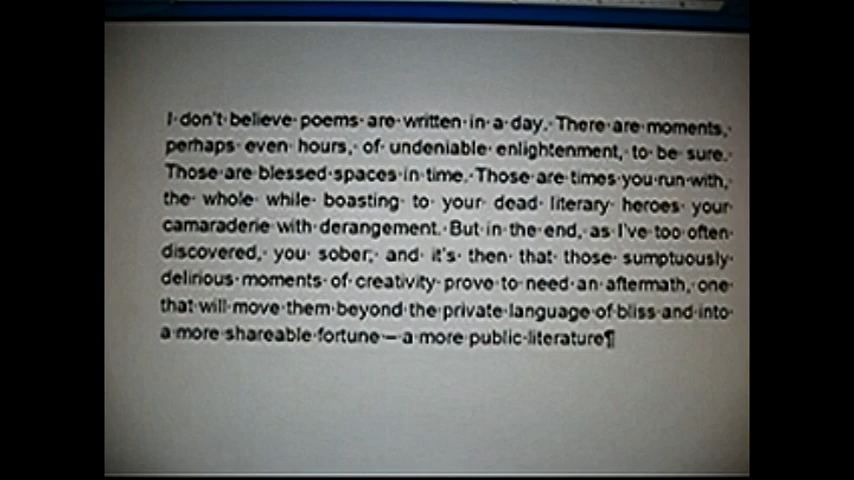 I don't believe poems are written in a day. There are moments,
perhaps even hours, of undeniable enlightenment, to be sure.
Those are blessed spaces in time. Those are times you run with,
the whole while boasting to your dead literary heroes your
camaraderie with derangement. But in the end, as I've too often
discovered, you sober, and it's then that those sumptuously
delirious moments of creativity prove to need an aftermath, one
that will move them beyond the private language of bliss and into
a more shareable fortune – a more public literature¶